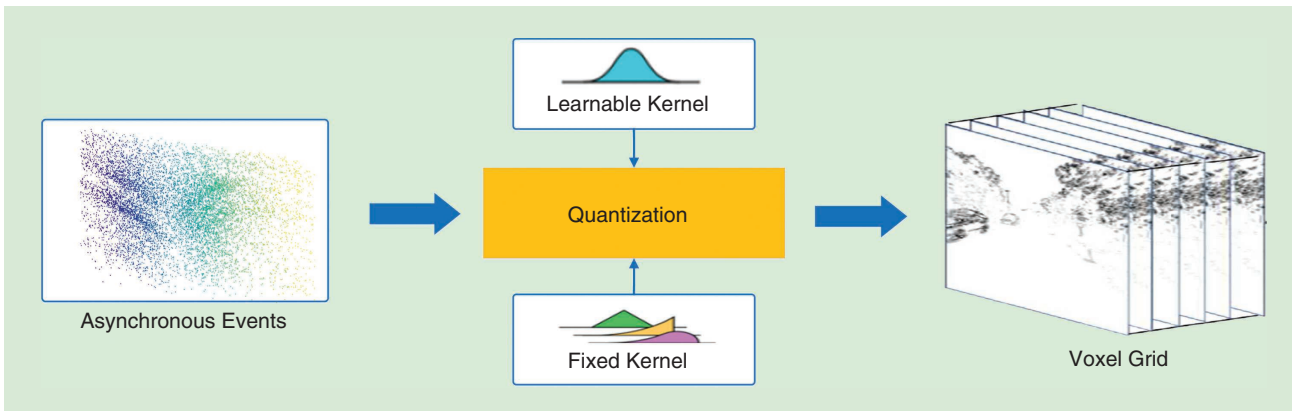 Learnable Kernel
Asynchronous Events
Quantization
Fixed Kernel
Voxel Grid